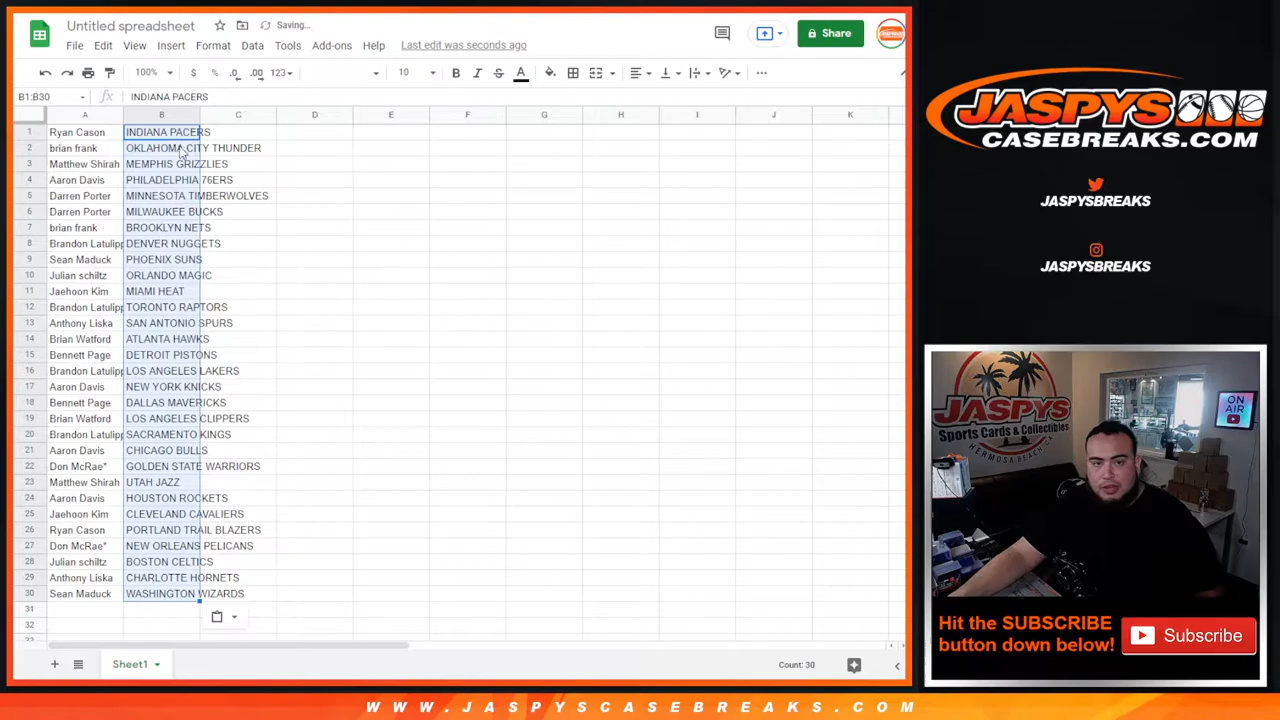 Untitled spreadsheet
Saving...
File Edit View Insert Format Data Tools Add-ons Help Last edit was seconds ago
Share
100% $ % .0 .00 123 10 B I S A
B1:B30 fx INDIANA PACERS
A B C D E F G H I J K
1 Ryan Cason INDIANA PACERS
2 brian frank OKLAHOMA CITY THUNDER
3 Matthew Shirah MEMPHIS GRIZZLIES
4 Aaron Davis PHILADELPHIA 76ERS
5 Darren Porter MINNESOTA TIMBERWOLVES
6 Darren Porter MILWAUKEE BUCKS
7 brian frank BROOKLYN NETS
8 Brandon Latulipp DENVER NUGGETS
9 Sean Maduck PHOENIX SUNS
10 Julian schiltz ORLANDO MAGIC
11 Jaehoon Kim MIAMI HEAT
12 Brandon Latulipp TORONTO RAPTORS
13 Anthony Liska SAN ANTONIO SPURS
14 Brian Watford ATLANTA HAWKS
15 Bennett Page DETROIT PISTONS
16 Brandon Latulipp LOS ANGELES LAKERS
17 Aaron Davis NEW YORK KNICKS
18 Bennett Page DALLAS MAVERICKS
19 Brian Watford LOS ANGELES CLIPPERS
20 Brandon Latulipp SACRAMENTO KINGS
21 Aaron Davis CHICAGO BULLS
22 Don McRae* GOLDEN STATE WARRIORS
23 Matthew Shirah UTAH JAZZ
24 Aaron Davis HOUSTON ROCKETS
25 Jaehoon Kim CLEVELAND CAVALIERS
26 Ryan Cason PORTLAND TRAIL BLAZERS
27 Don McRae* NEW ORLEANS PELICANS
28 Julian schiltz BOSTON CELTICS
29 Anthony Liska CHARLOTTE HORNETS
30 Sean Maduck WASHINGTON WIZARDS
31
32
Sheet1
Count: 30
JASPYS
CASEBREAKS.COM
JASPYSBREAKS
JASPYSBREAKS
JASPYS
Sports Cards & Collectibles
HERMOSA BEACH, CA
ON
AIR
Hit the SUBSCRIBE
button down below!
Subscribe
WWW.JASPYSCASEBREAKS.COM